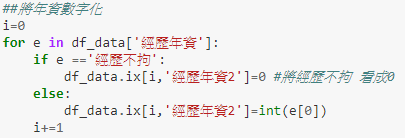 ##將年資數字化
i=0
for e in df_data['經歷年資']:
    if e =='經歷不拘':
        df_data.ix[i,'經歷年資2']=0 #將經歷不拘 看成0
    else:
        df_data.ix[i,'經歷年資2']=int(e[0])
    i+=1